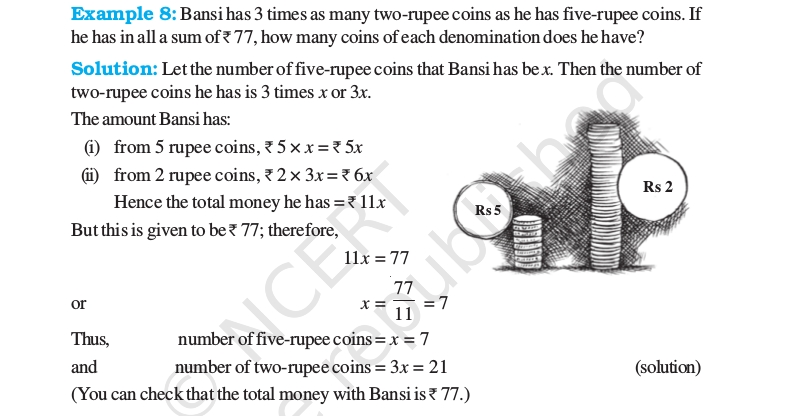 Example 8: Bansi has 3 times as many two-rupee coins as he has five-rupee coins. If
he has in all a sum of ₹ 77, how many coins of each denomination does he have?
Solution: Let the number of five-rupee coins that Bansi has be x. Then the number of
two-rupee coins he has is 3 times x or 3x.
The amount Bansi has:
(i) from 5 rupee coins, ₹ 5 × x = ₹ 5x
(ii) from 2 rupee coins, ₹ 2 × 3x = ₹ 6x
Hence the total money he has = ₹ 11x
Rs 5
Rs 2
But this is given to be ₹ 77; therefore,
11x = 77
or x = 77/11 = 7
Thus, number of five-rupee coins = x = 7
and number of two-rupee coins = 3x = 21 (solution)
(You can check that the total money with Bansi is ₹ 77.)
© NCERT
republished